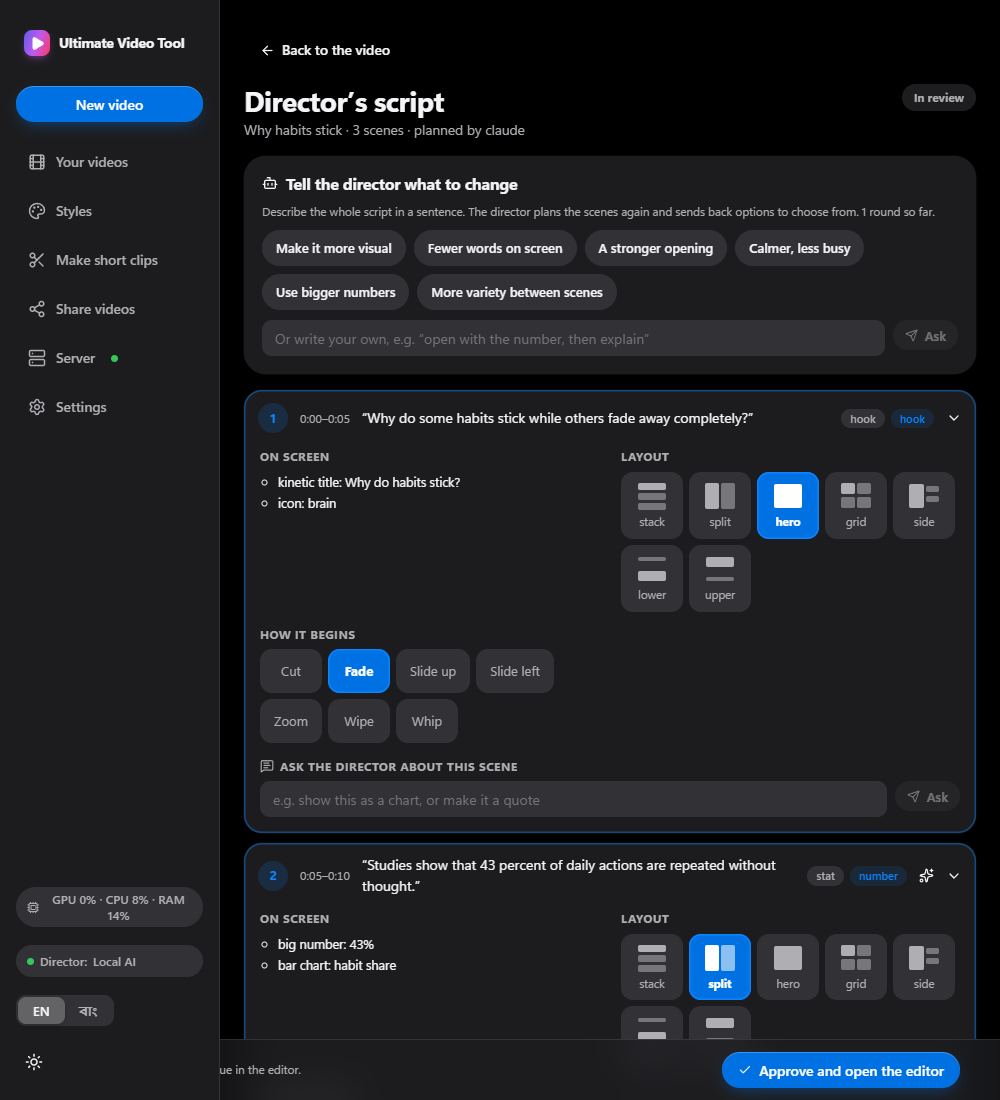 Ultimate Video Tool
New video
Your videos
Styles
Make short clips
Share videos
Server
Settings
GPU 0% · CPU 8% · RAM
14%
Director: Local AI
EN
বাং
Back to the video
Director’s script
In review
Why habits stick · 3 scenes · planned by claude
Tell the director what to change
Describe the whole script in a sentence. The director plans the scenes again and sends back options to choose from. 1 round so far.
Make it more visual
Fewer words on screen
A stronger opening
Calmer, less busy
Use bigger numbers
More variety between scenes
Or write your own, e.g. “open with the number, then explain”
Ask
1
0:00–0:05
“Why do some habits stick while others fade away completely?”
hook
hook
ON SCREEN
kinetic title: Why do habits stick?
icon: brain
LAYOUT
stack
split
hero
grid
side
lower
upper
HOW IT BEGINS
Cut
Fade
Slide up
Slide left
Zoom
Wipe
Whip
ASK THE DIRECTOR ABOUT THIS SCENE
e.g. show this as a chart, or make it a quote
Ask
2
0:05–0:10
“Studies show that 43 percent of daily actions are repeated without
thought.”
stat
number
ON SCREEN
big number: 43%
bar chart: habit share
LAYOUT
stack
split
hero
grid
side
ue in the editor.
Approve and open the editor